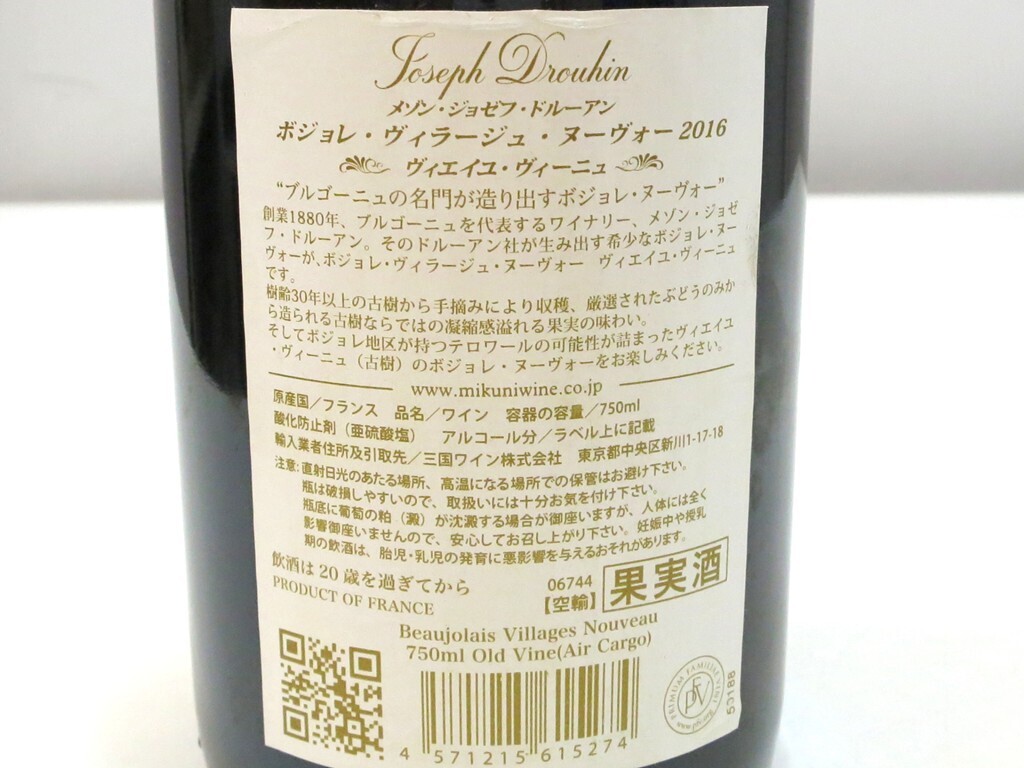 Joseph Drouhin
メゾン・ジョゼフ・ドルーアン
ボジョレ・ヴィラージュ・ヌーヴォー 2016
ヴィエイユ・ヴィーニュ
“ブルゴーニュの名門が造り出すボジョレ・ヌーヴォー”
創業1880年、ブルゴーニュを代表するワイナリー、メゾン・ジョゼ
フ・ドルーアン。そのドルーアン社が生み出す希少なボジョレ・ヌー
ヴォーが、ボジョレ・ヴィラージュ・ヌーヴォー　ヴィエイユ・ヴィーニュ
です。
樹齢30年以上の古樹から手摘みにより収穫、厳選されたぶどうのみか
ら造られる古樹ならではの凝縮感溢れる果実の味わい。
そしてボジョレ地区が持つテロワールの可能性が詰まったヴィエイユ
・ヴィーニュ（古樹）のボジョレ・ヌーヴォーをお楽しみください。
www.mikuniwine.co.jp
原産国／フランス　品名／ワイン　容器の容量／750ml
酸化防止剤（亜硫酸塩）　アルコール分／ラベル上に記載
輸入業者住所及引取先／三国ワイン株式会社　東京都中央区新川1-17-18
注意: 直射日光のあたる場所、高温になる場所での保管はお避け下さい。
瓶は破損しやすいので、取扱いには十分お気を付け下さい。
瓶底に葡萄の粕（澱）が沈澱する場合が御座いますが、人体には全く
影響御座いませんので、安心してお召し上がり下さい。妊娠中や授乳
期の飲酒は、胎児・乳児の発育に悪影響を与えるおそれがあります。
飲酒は 20 歳を過ぎてから
PRODUCT OF FRANCE
06744
【空輸】
果実酒
Beaujolais Villages Nouveau
750ml Old Vine(Air Cargo)
4 571215 615274
PRIMUM FAMILIAE VINI
PFV
50188